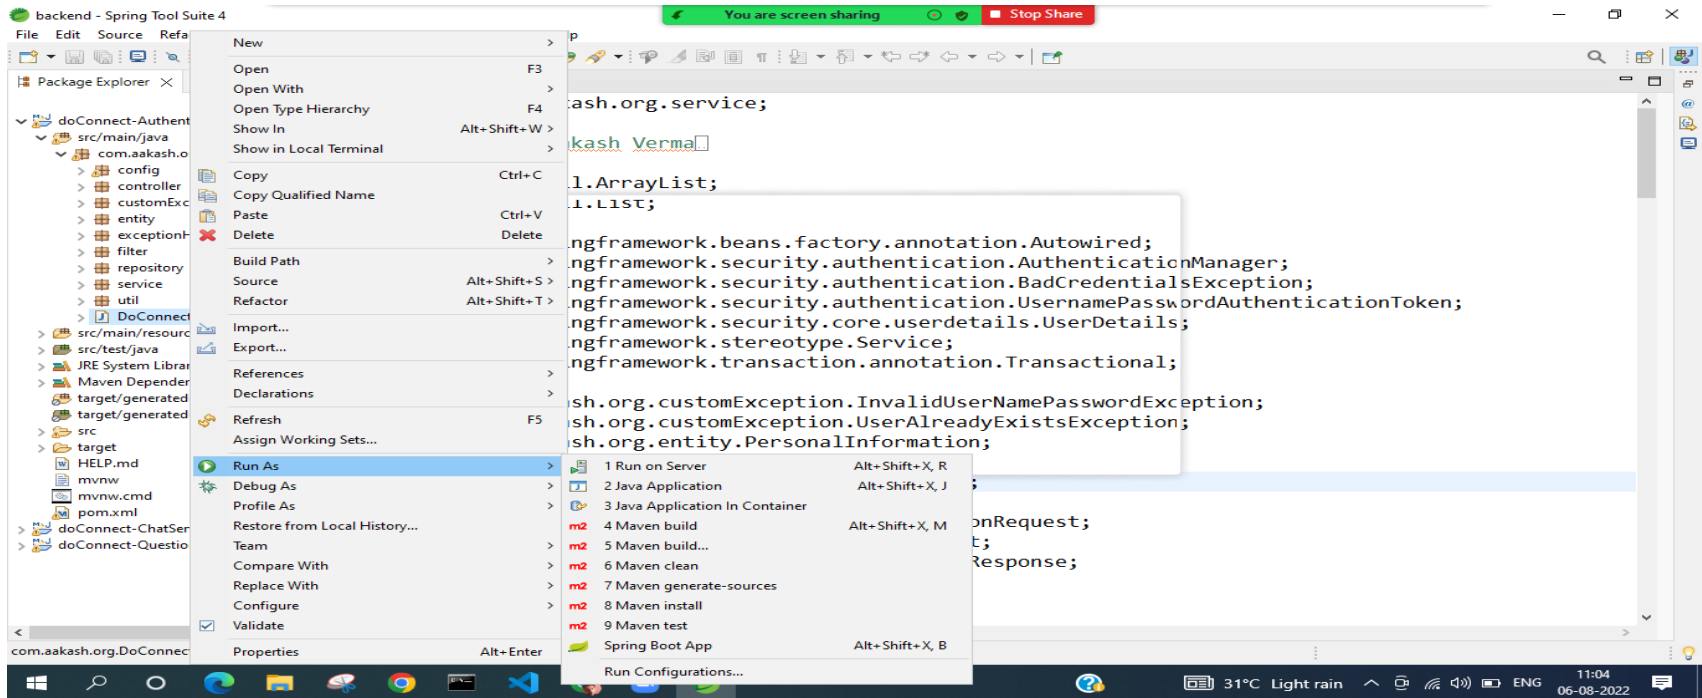 backend - Spring Tool Suite 4
You are screen sharing
Stop Share
File Edit Source Refa
p
Package Explorer
doConnect-Authent
src/main/java
com.aakash.o
config
controller
customExc
entity
exceptionH
filter
repository
service
util
DoConnect
src/main/resourc
src/test/java
JRE System Librar
Maven Depender
target/generated
target/generated
src
target
HELP.md
mvnw
mvnw.cmd
pom.xml
doConnect-ChatSer
doConnect-Questio
New
Open F3
Open With
Open Type Hierarchy F4
Show In Alt+Shift+W
Show in Local Terminal
Copy Ctrl+C
Copy Qualified Name
Paste Ctrl+V
Delete Delete
Build Path
Source Alt+Shift+S
Refactor Alt+Shift+T
Import...
Export...
References
Declarations
Refresh F5
Assign Working Sets...
Run As
Debug As
Profile As
Restore from Local History...
Team
Compare With
Replace With
Configure
Validate
Properties Alt+Enter
1 Run on Server Alt+Shift+X, R
2 Java Application Alt+Shift+X, J
3 Java Application In Container
4 Maven build Alt+Shift+X, M
5 Maven build...
6 Maven clean
7 Maven generate-sources
8 Maven install
9 Maven test
Spring Boot App Alt+Shift+X, B
Run Configurations...
ash.org.service;
kash Verma
l.ArrayList;
l.List;
ngframework.beans.factory.annotation.Autowired;
ngframework.security.authentication.AuthenticationManager;
ngframework.security.authentication.BadCredentialsException;
ngframework.security.authentication.UsernamePasswordAuthenticationToken;
ngframework.security.core.userdetails.UserDetails;
ngframework.stereotype.Service;
ngframework.transaction.annotation.Transactional;
sh.org.customException.InvalidUserNamePasswordException;
sh.org.customException.UserAlreadyExistsException;
sh.org.entity.PersonalInformation;
;
onRequest;
t;
Response;
com.aakash.org.DoConnec
31°C Light rain
ENG
11:04
06-08-2022